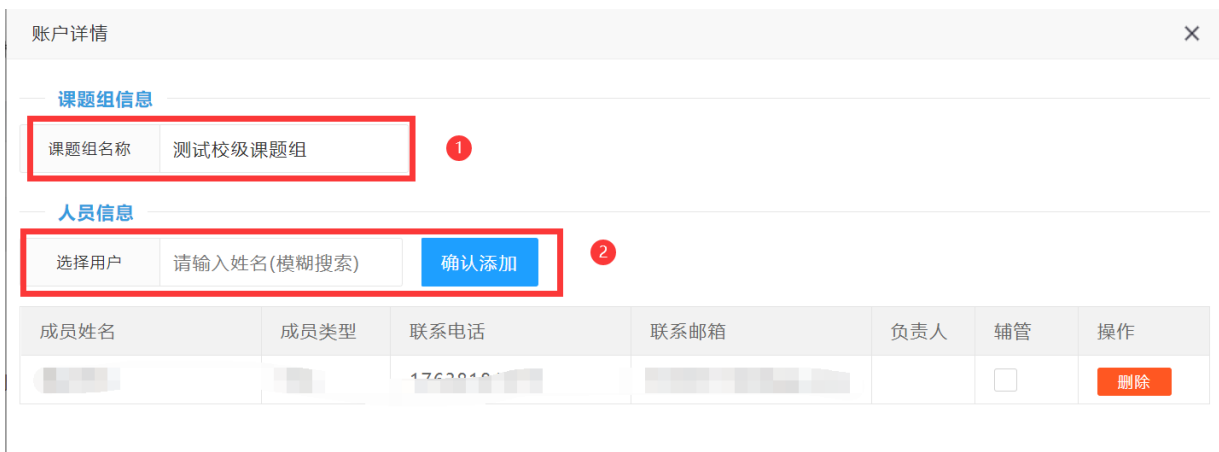 账户详情
课题组信息
课题组名称 测试校级课题组
1
人员信息
选择用户 请输入姓名(模糊搜索) 确认添加
2
成员姓名 成员类型 联系电话 联系邮箱 负责人 辅管 操作
删除